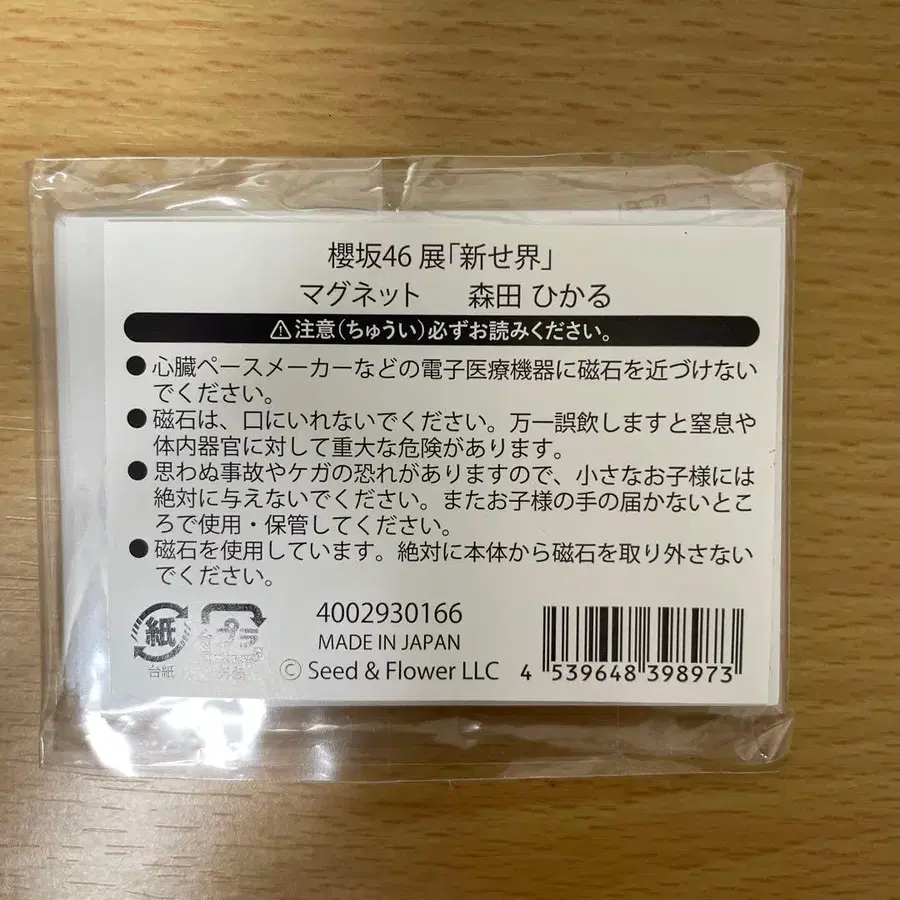 櫻坂46 展「新せ界」
マグネット 森田 ひかる
⚠注意(ちゅうい)必ずお読みください。
●心臓ペースメーカーなどの電子医療機器に磁石を近づけない
でください。
●磁石は、口にいれないでください。万一誤飲しますと窒息や
体内器官に対して重大な危険があります。
●思わぬ事故やケガの恐れがありますので、小さなお子様には
絶対に与えないでください。またお子様の手の届かないとこ
ろで使用・保管してください。
●磁石を使用しています。絶対に本体から磁石を取り外さない
でください。
紙
台紙
プラ
4002930166
MADE IN JAPAN
© Seed & Flower LLC
4 539648 398973